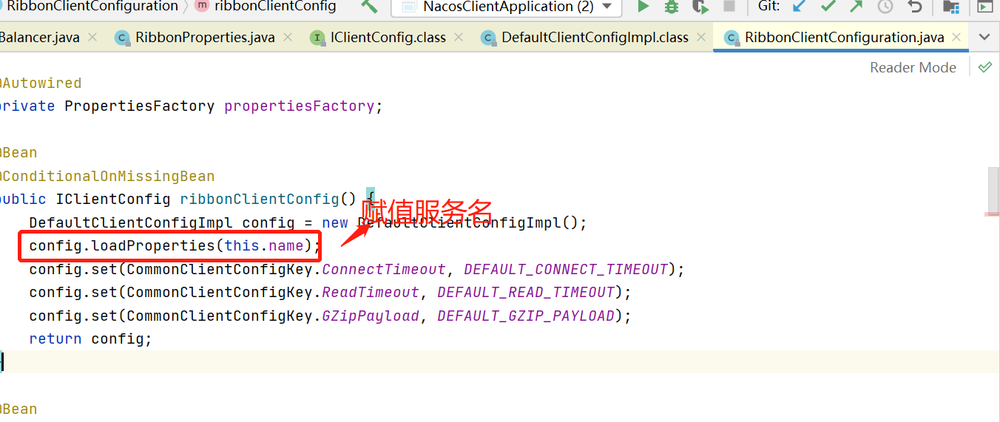 RibbonClientConfiguration ribbonClientConfig NacosClientApplication (2) Git:
Balancer.java RibbonProperties.java IClientConfig.class DefaultClientConfigImpl.class RibbonClientConfiguration.java
Reader Mode
@Autowired
private PropertiesFactory propertiesFactory;
@Bean
@ConditionalOnMissingBean
public IClientConfig ribbonClientConfig() {
赋值服务名
DefaultClientConfigImpl config = new DefaultClientConfigImpl();
config.loadProperties(this.name);
config.set(CommonClientConfigKey.ConnectTimeout, DEFAULT_CONNECT_TIMEOUT);
config.set(CommonClientConfigKey.ReadTimeout, DEFAULT_READ_TIMEOUT);
config.set(CommonClientConfigKey.GZipPayload, DEFAULT_GZIP_PAYLOAD);
return config;
}
@Bean